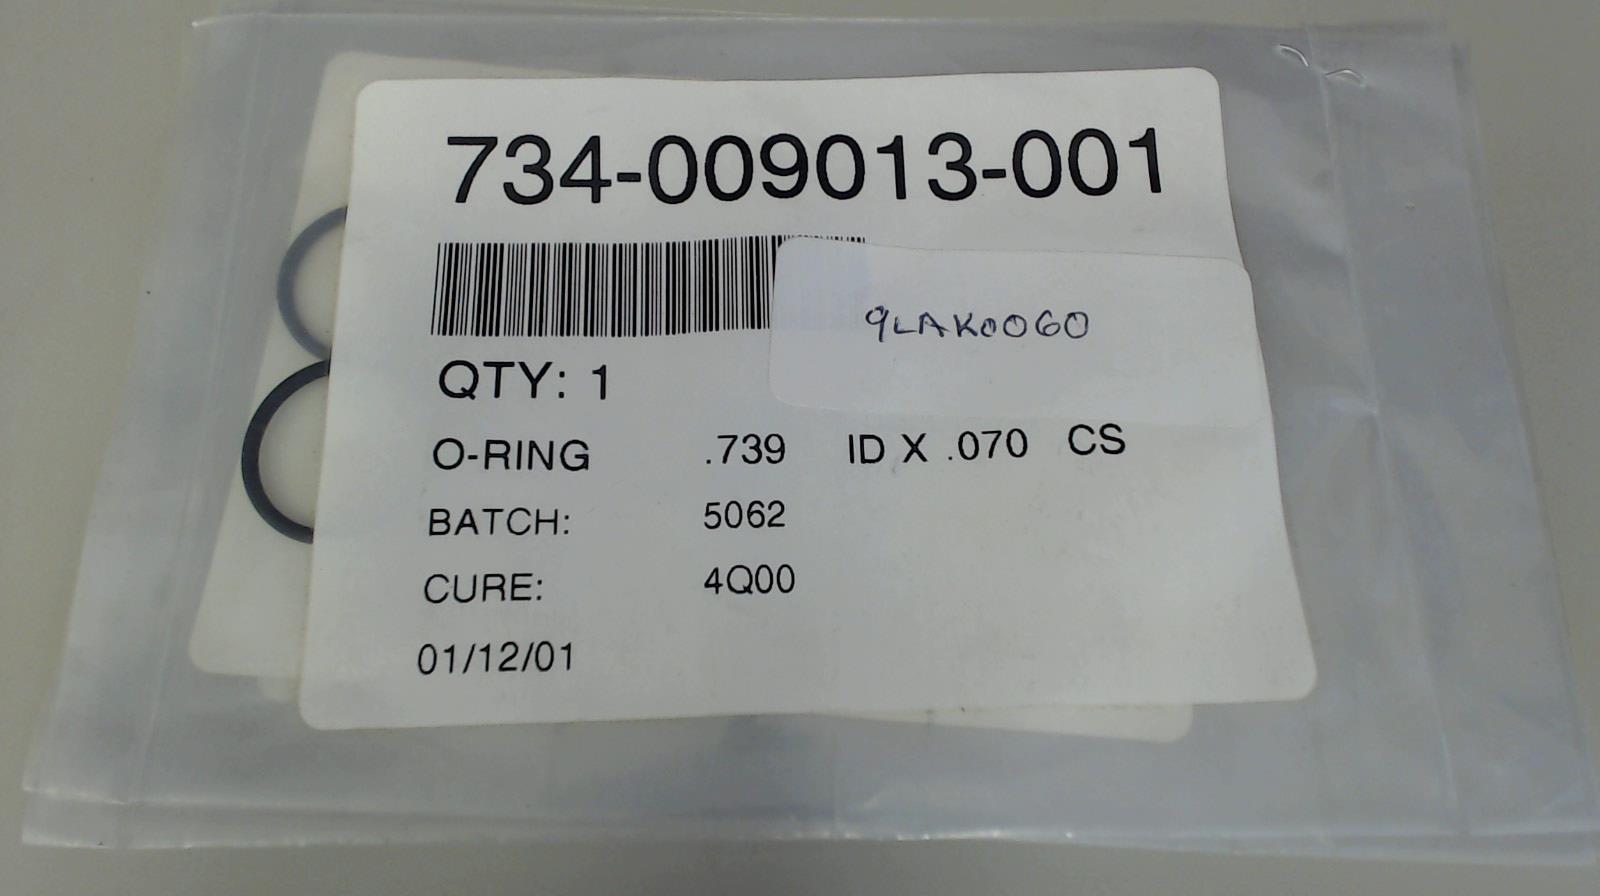 734-009013-001
9LAK0060
QTY: 1
O-RING .739 ID X .070 CS
BATCH: 5062
CURE: 4Q00
01/12/01